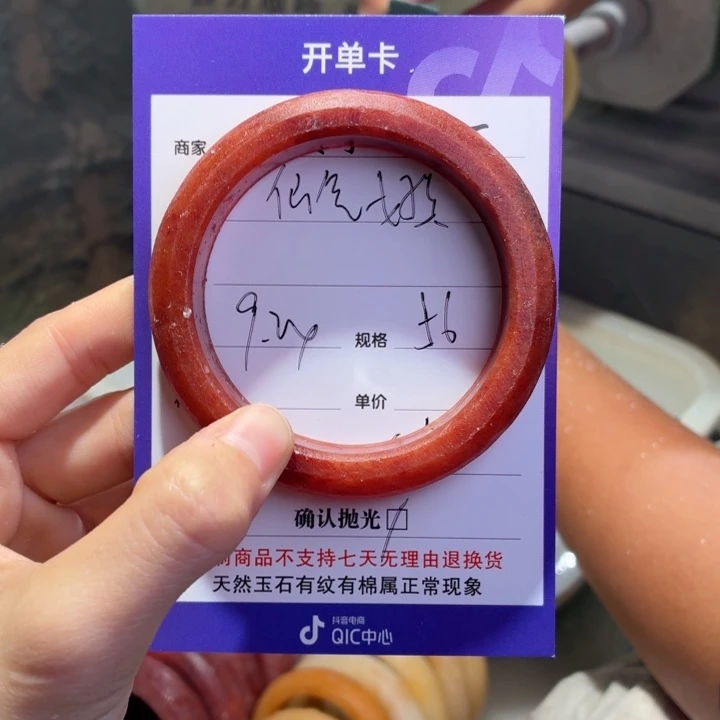 开单卡
商家
仙气
9.24
规格 56
单价
确认抛光□
商品不支持七天无理由退换货
天然玉石有纹有棉属正常现象
抖音电商
QIC中心